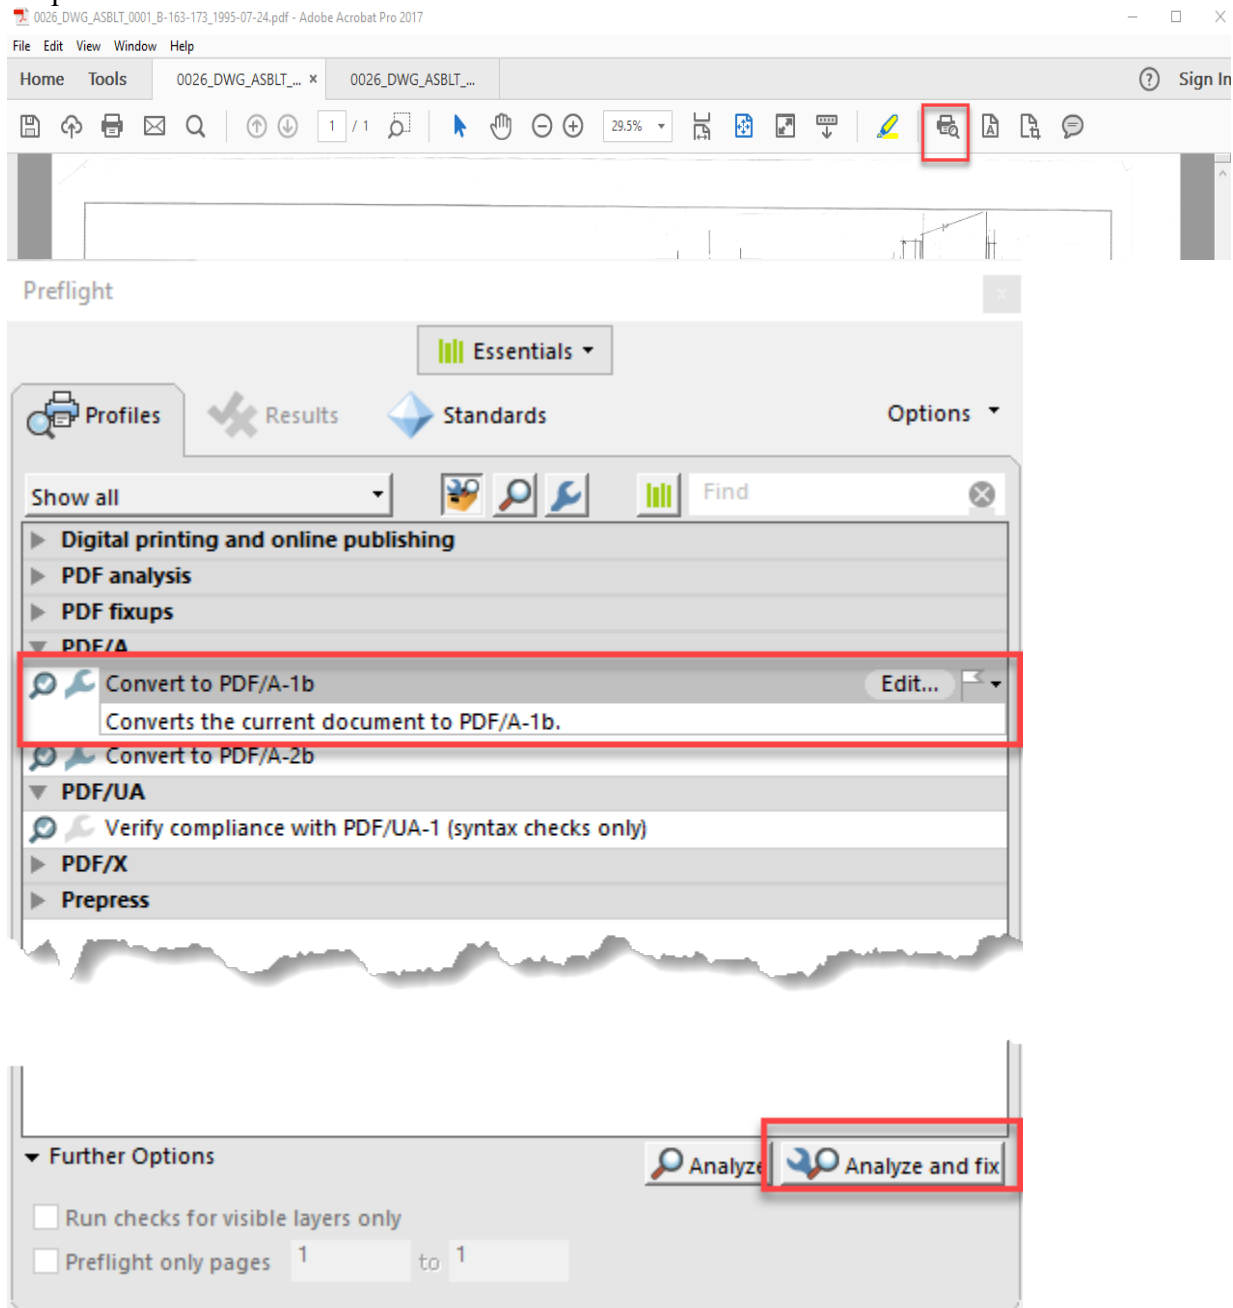 0026_DWG_ASBLT_0001_B-163-173_1995-07-24.pdf - Adobe Acrobat Pro 2017
File Edit View Window Help
Home Tools 0026_DWG_ASBLT_... × 0026_DWG_ASBLT_... ? Sign In
1 / 1 29.5%
Preflight
Essentials
Profiles Results Standards Options
Show all Find
Digital printing and online publishing
PDF analysis
PDF fixups
PDF/A
Convert to PDF/A-1b Edit...
Converts the current document to PDF/A-1b.
Convert to PDF/A-2b
PDF/UA
Verify compliance with PDF/UA-1 (syntax checks only)
PDF/X
Prepress
Further Options Analyze Analyze and fix
Run checks for visible layers only
Preflight only pages 1 to 1